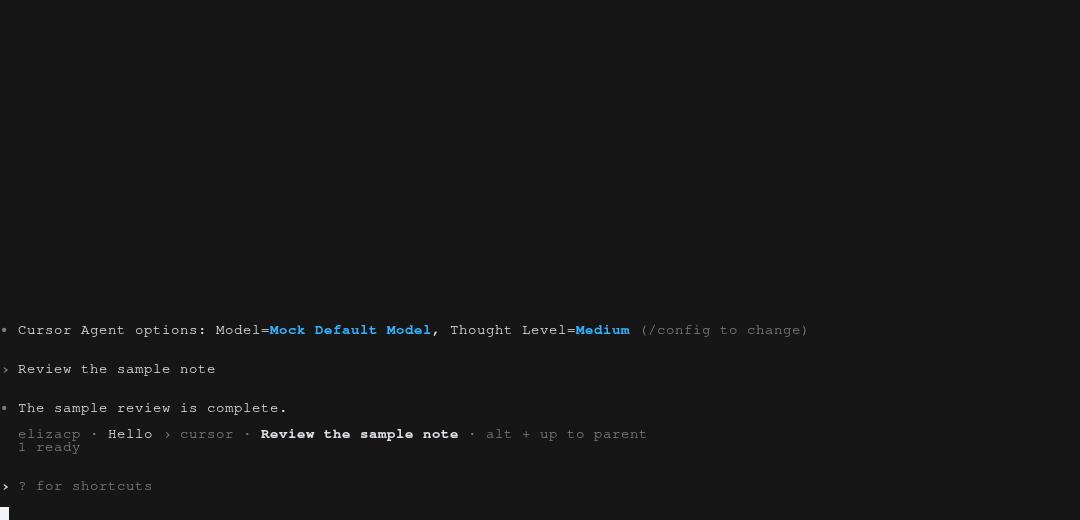 • Cursor Agent options: Model=Mock Default Model, Thought Level=Medium (/config to change)
› Review the sample note
• The sample review is complete.
elizacp · Hello › cursor · Review the sample note · alt + up to parent
1 ready
› ? for shortcuts